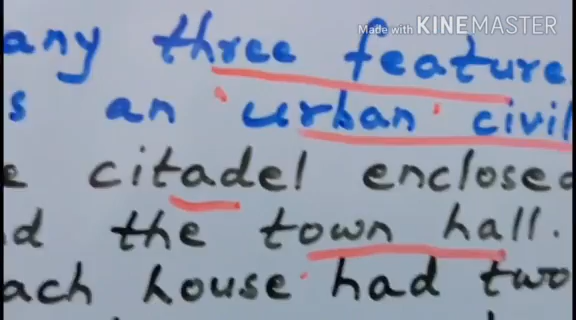 Made with KINEMASTER
any three feature
s an 'urban' civil
e citadel enclosed
d the town hall.
ach house had two